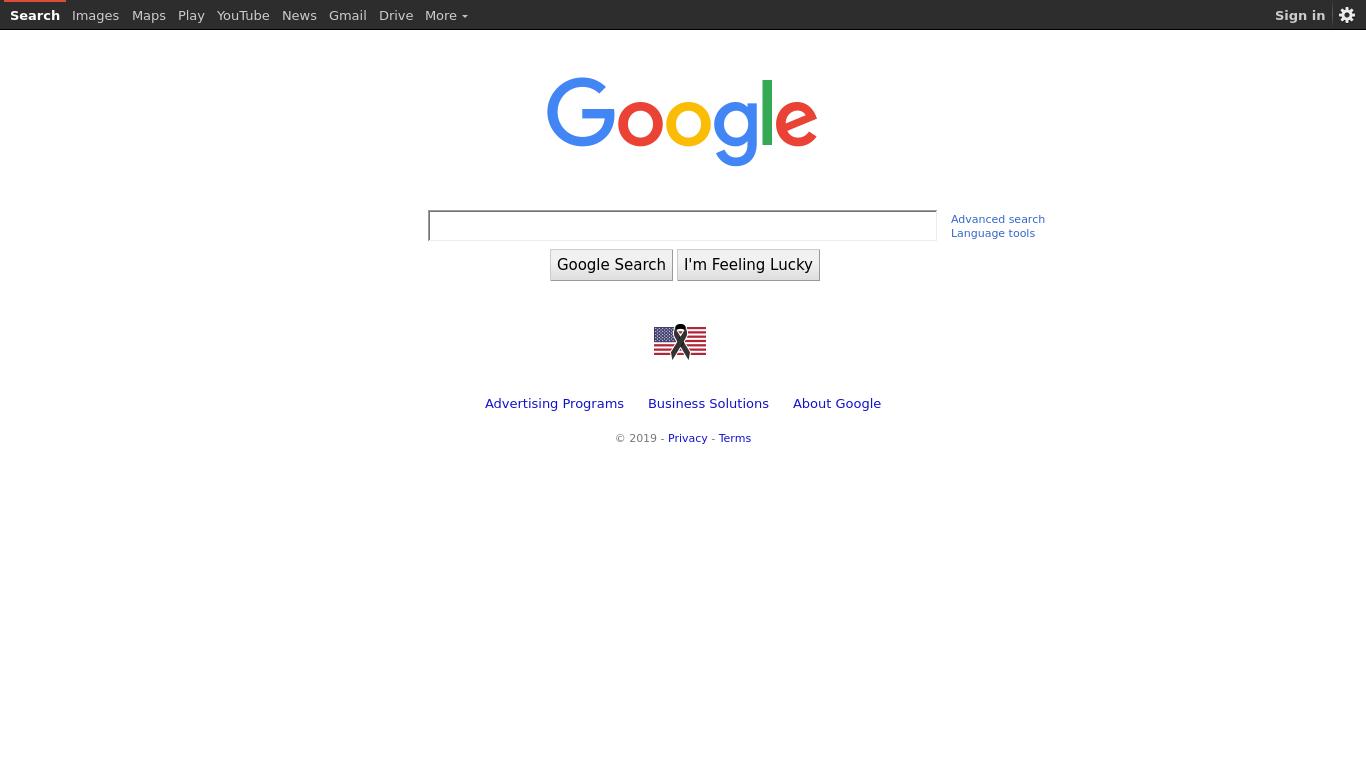 Search Images Maps Play YouTube News Gmail Drive More Sign in
Google
Advanced search
Language tools
Google Search I'm Feeling Lucky
Advertising Programs Business Solutions About Google
© 2019 - Privacy - Terms